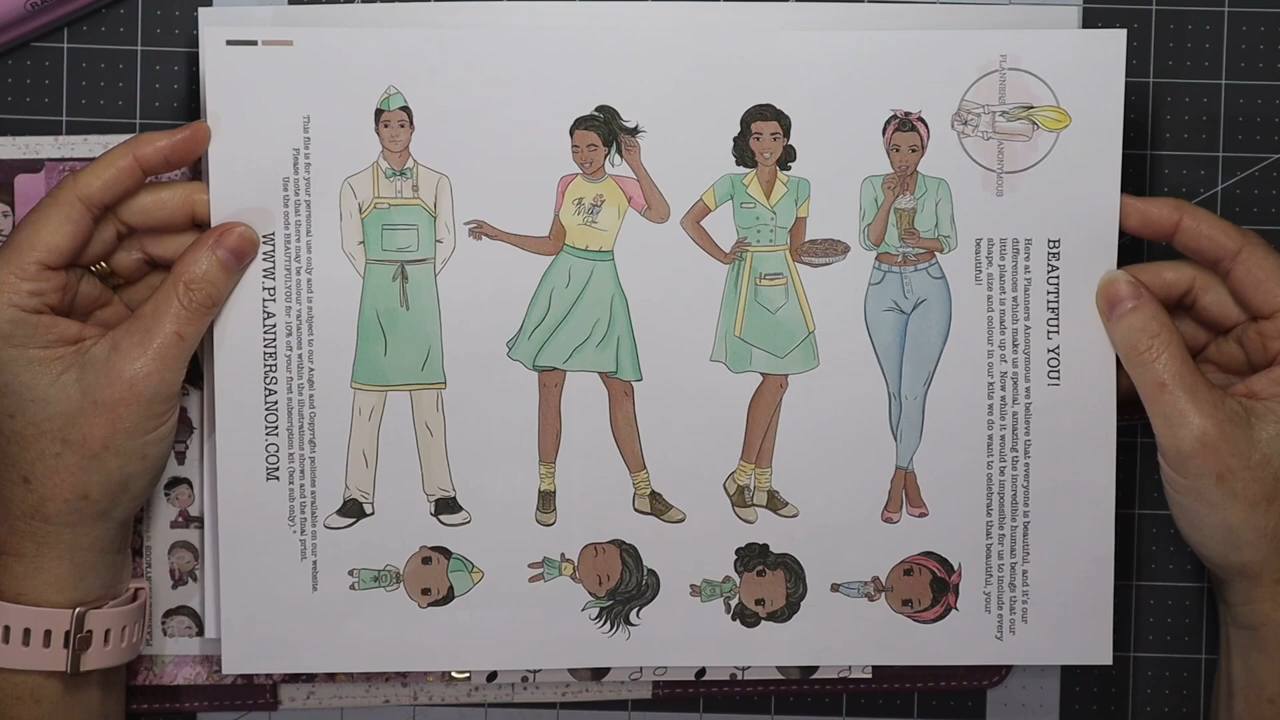 PLANNERS
ANONYMOUS
BEAUTIFUL YOU!
Here at Planners Anonymous we believe that everyone is beautiful, and it's our
differences which make us special, amazing the incredible human beings that our
little planet is made up of. Now while it would be impossible for us to include every
shape, size and colour in our kits we do want to celebrate that beautiful, your
beautiful!
This file is for your personal use only and is subject to our Angel and Copyright policies available on our website.
Please note that there may be colour variances within the illustrations shown and the final print.
Use the code BEAUTIFULYOU for 10% off your first subscription kit (box sub only).*
WWW.PLANNERSANON.COM